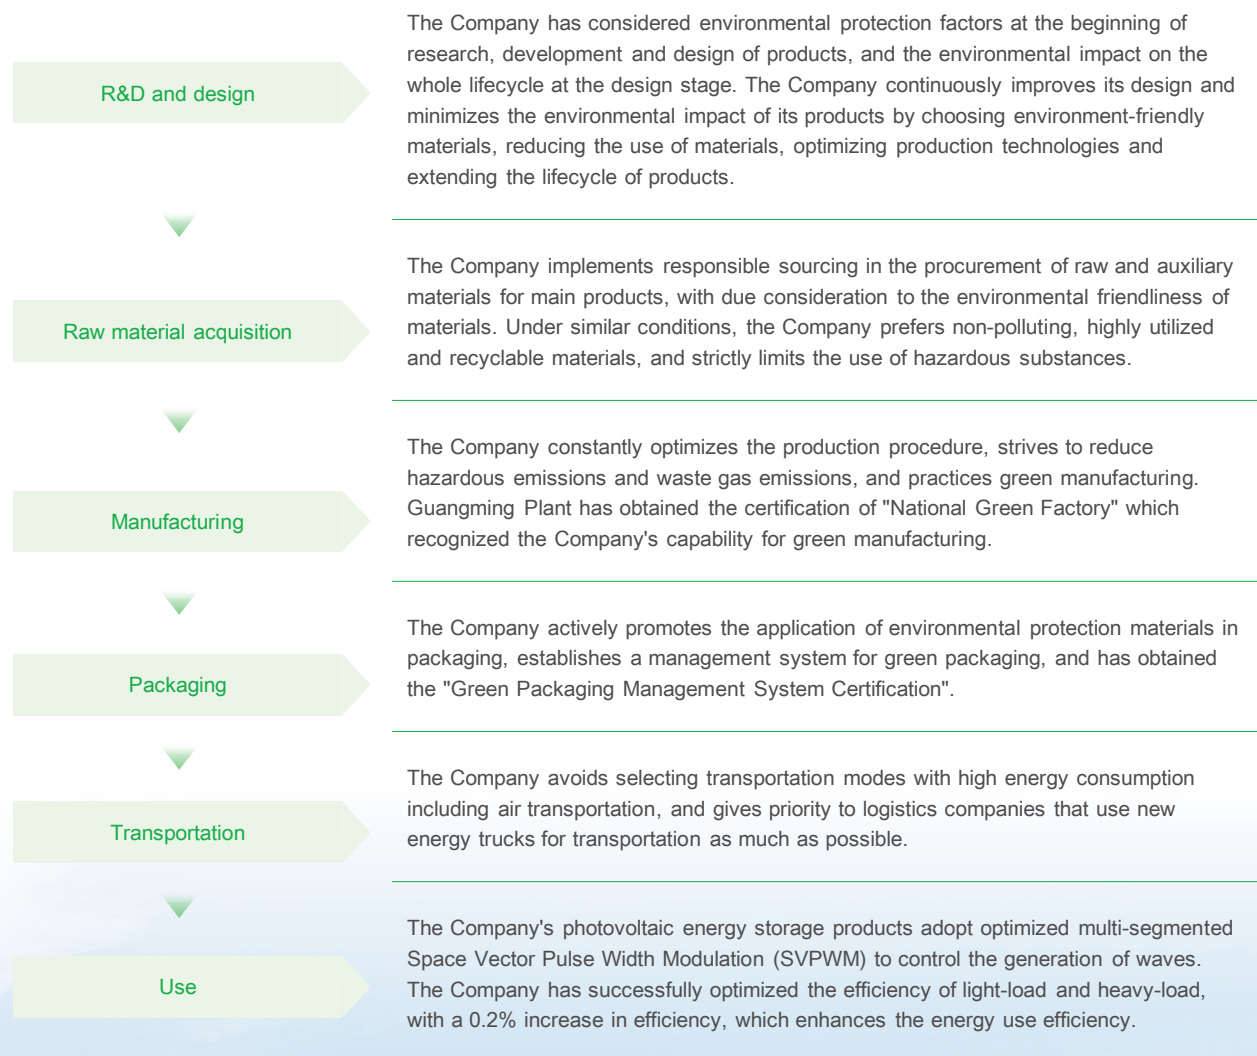 R&D and design
The Company has considered environmental protection factors at the beginning of
research, development and design of products, and the environmental impact on the
whole lifecycle at the design stage. The Company continuously improves its design and
minimizes the environmental impact of its products by choosing environment-friendly
materials, reducing the use of materials, optimizing production technologies and
extending the lifecycle of products.
Raw material acquisition
The Company implements responsible sourcing in the procurement of raw and auxiliary
materials for main products, with due consideration to the environmental friendliness of
materials. Under similar conditions, the Company prefers non-polluting, highly utilized
and recyclable materials, and strictly limits the use of hazardous substances.
Manufacturing
The Company constantly optimizes the production procedure, strives to reduce
hazardous emissions and waste gas emissions, and practices green manufacturing.
Guangming Plant has obtained the certification of "National Green Factory" which
recognized the Company's capability for green manufacturing.
Packaging
The Company actively promotes the application of environmental protection materials in
packaging, establishes a management system for green packaging, and has obtained
the "Green Packaging Management System Certification".
Transportation
The Company avoids selecting transportation modes with high energy consumption
including air transportation, and gives priority to logistics companies that use new
energy trucks for transportation as much as possible.
Use
The Company's photovoltaic energy storage products adopt optimized multi-segmented
Space Vector Pulse Width Modulation (SVPWM) to control the generation of waves.
The Company has successfully optimized the efficiency of light-load and heavy-load,
with a 0.2% increase in efficiency, which enhances the energy use efficiency.